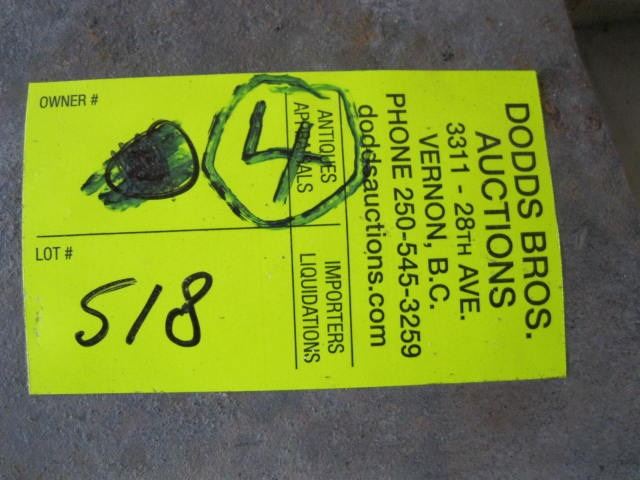 DODDS BROS.
AUCTIONS
3311 - 28TH AVE.
VERNON, B.C.
PHONE 250-545-3259
doddsauctions.com
ANTIQUES
APPRAISALS
IMPORTERS
LIQUIDATIONS
OWNER #
4
LOT #
518